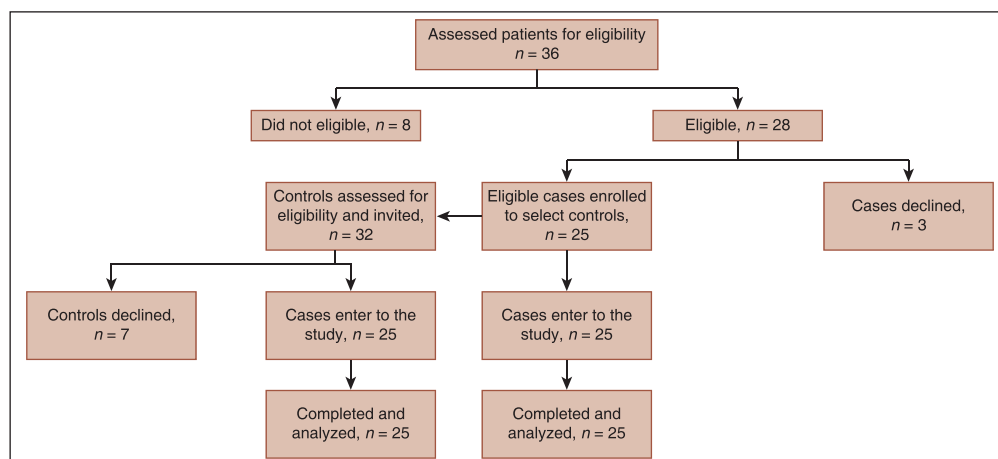 Assessed patients for eligibility
n = 36
Did not eligible, n = 8
Eligible, n = 28
Controls assessed for
eligibility and invited,
n = 32
Eligible cases enrolled
to select controls,
n = 25
Cases declined,
n = 3
Controls declined,
n = 7
Cases enter to the
study, n = 25
Cases enter to the
study, n = 25
Completed and
analyzed, n = 25
Completed and
analyzed, n = 25